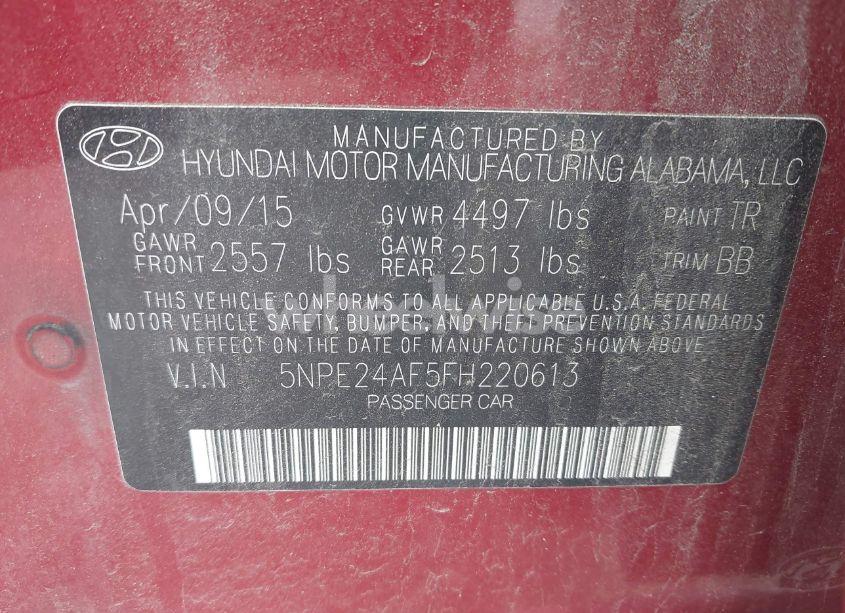 MANUFACTURED BY
HYUNDAI MOTOR MANUFACTURING ALABAMA, LLC
Apr/09/15 GVWR 4497 lbs PAINT TR
GAWR FRONT 2557 lbs GAWR REAR 2513 lbs TRIM BB
THIS VEHICLE CONFORMS TO ALL APPLICABLE U.S.A. FEDERAL
MOTOR VEHICLE SAFETY, BUMPER, AND THEFT PREVENTION STANDARDS
IN EFFECT ON THE DATE OF MANUFACTURE SHOWN ABOVE.
V.I.N 5NPE24AF5FH220613
PASSENGER CAR